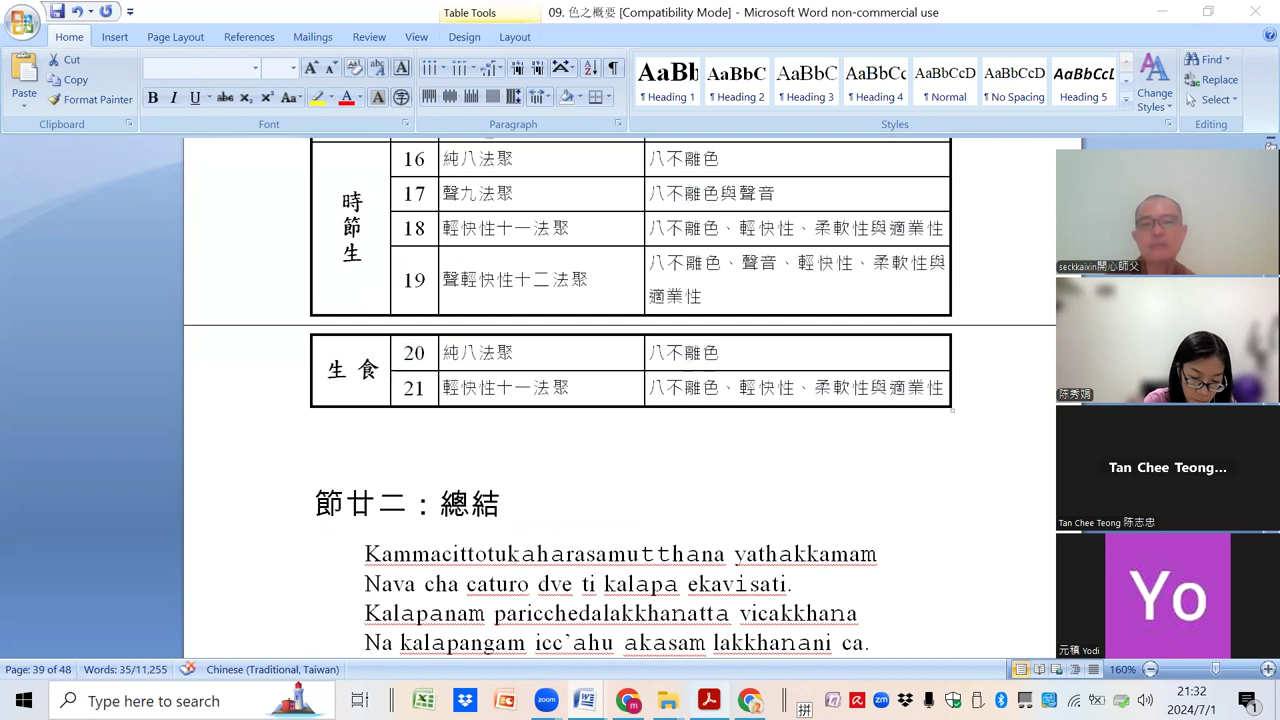 09. 色之概要 [Compatibility Mode] - Microsoft Word non-commercial use
Table Tools
Home Insert Page Layout References Mailings Review View Design Layout
Paste
Cut
Copy
Format Painter
Clipboard
Font
Paragraph
AaBb AaBbC AaBbC AaBbCc AaBbCcD AaBbCcD AaBbCcL
¶ Heading 1 ¶ Heading 2 ¶ Heading 3 ¶ Heading 4 ¶ Normal ¶ No Spacing ¶ Heading 5
Change Styles
Styles
Find
Replace
Select
Editing
時節生
16 純八法聚 八不離色
17 聲九法聚 八不離色與聲音
18 輕快性十一法聚 八不離色、輕快性、柔軟性與適業性
19 聲輕快性十二法聚 八不離色、聲音、輕快性、柔軟性與
適業性
生 食
20 純八法聚 八不離色
21 輕快性十一法聚 八不離色、輕快性、柔軟性與適業性
節廿二：總結
Kammacittotukaharasamutthana yathakkamam
Nava cha caturo dve ti kalapa ekavisati.
Kalapanam paricchedalakkhanatta vicakkhana
Na kalapangam icc`ahu akasam lakkhanani ca.
seckkaixin開心師父
陈秀娟
Tan Chee Teong...
Tan Chee Teong 陈志忠
Yo
元稹 Yodi
Page: 39 of 48 Words: 35/11.255 Chinese (Traditional, Taiwan) 160%
Type here to search
拼
21:32
2024/7/1